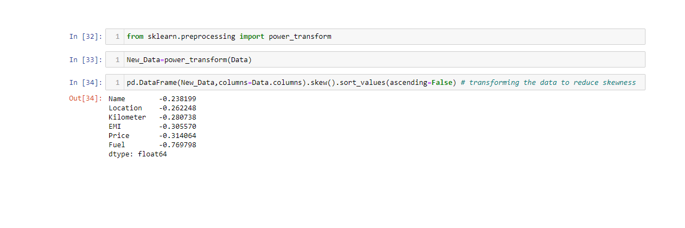 In [32]: 1 from sklearn.preprocessing import power_transform
In [33]: 1 New_Data=power_transform(Data)
In [34]: 1 pd.DataFrame(New_Data,columns=Data.columns).skew().sort_values(ascending=False) # transforming the data to reduce skewness
Out[34]: Name -0.238199
Location -0.262248
Kilometer -0.280738
EMI -0.305570
Price -0.314064
Fuel -0.769798
dtype: float64